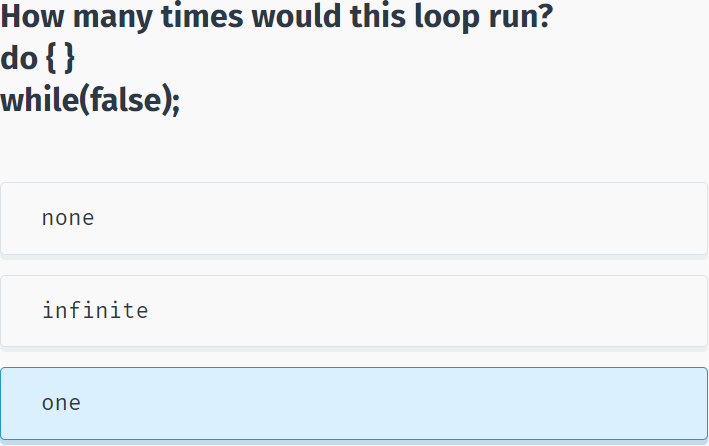 How many times would this loop run?
do { }
while(false);
none
infinite
one